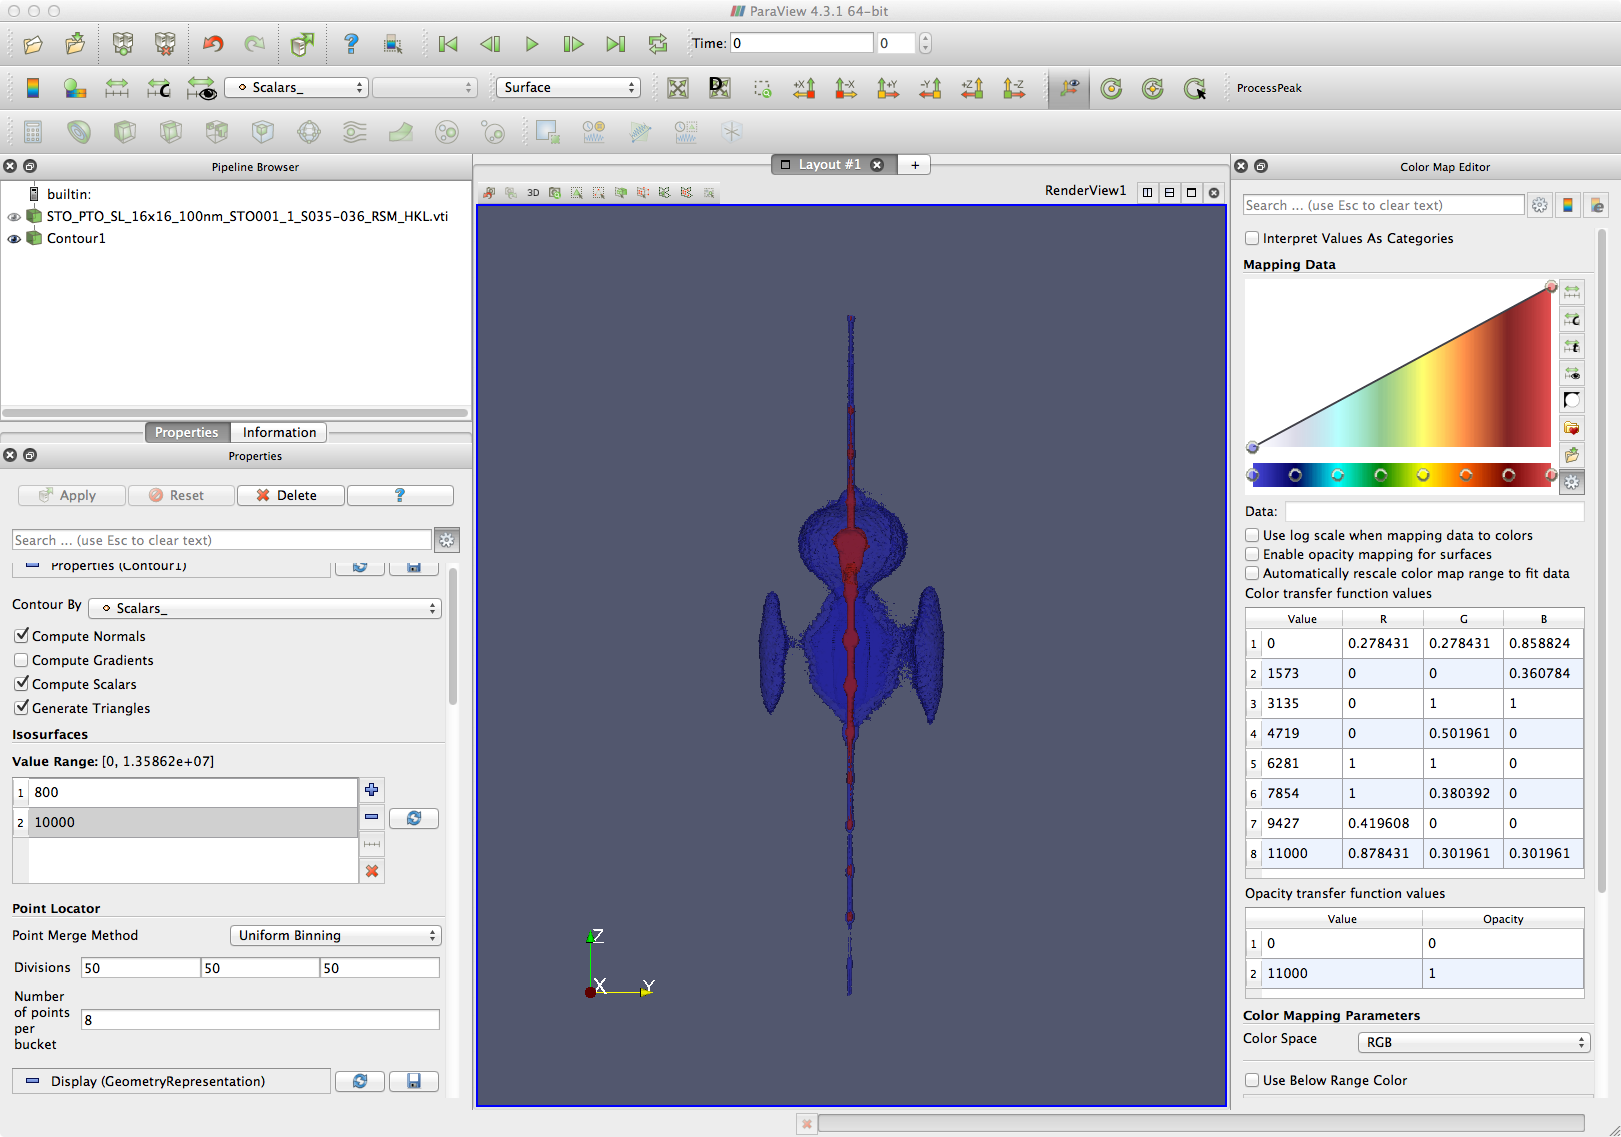 ParaView 4.3.1 64-bit
Time: 0 0
Scalars_ Surface D +X -X +Y -Y +Z -Z ProcessPeak
Pipeline Browser
builtin:
STO_PTO_SL_16x16_100nm_STO001_1_S035-036_RSM_HKL.vti
Contour1
Properties Information
Properties
Apply Reset Delete ?
Search ... (use Esc to clear text)
Properties (Contour1)
Contour By Scalars_
Compute Normals
Compute Gradients
Compute Scalars
Generate Triangles
Isosurfaces
Value Range: [0, 1.35862e+07]
1 800
2 10000
Point Locator
Point Merge Method Uniform Binning
Divisions 50 50 50
Number
of points
per
bucket
8
Display (GeometryRepresentation)
Layout #1 +
3D RenderView1
Z
X Y
Color Map Editor
Search ... (use Esc to clear text)
Interpret Values As Categories
Mapping Data
Data:
Use log scale when mapping data to colors
Enable opacity mapping for surfaces
Automatically rescale color map range to fit data
Color transfer function values
Value R G B
1 0 0.278431 0.278431 0.858824
2 1573 0 0 0.360784
3 3135 0 1 1
4 4719 0 0.501961 0
5 6281 1 1 0
6 7854 1 0.380392 0
7 9427 0.419608 0 0
8 11000 0.878431 0.301961 0.301961
Opacity transfer function values
Value Opacity
1 0 0
2 11000 1
Color Mapping Parameters
Color Space RGB
Use Below Range Color